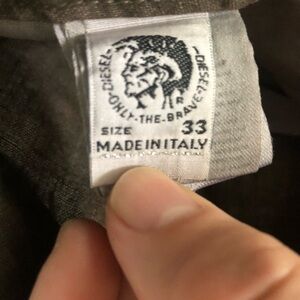 DIESEL·ONLY·THE·BRAVE·DIESEL
SIZE 33
MADE IN ITALY